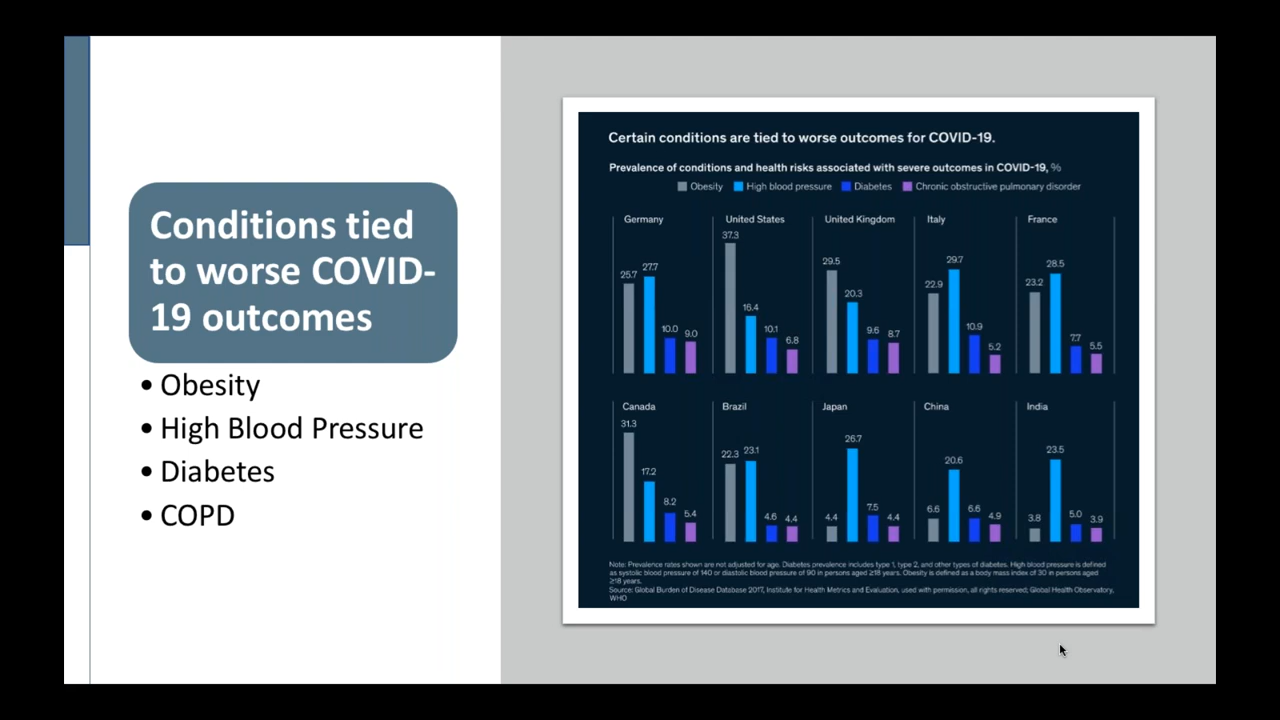 Conditions tied
to worse COVID-
19 outcomes
• Obesity
• High Blood Pressure
• Diabetes
• COPD
Certain conditions are tied to worse outcomes for COVID-19.
Prevalence of conditions and health risks associated with severe outcomes in COVID-19, %
Obesity High blood pressure Diabetes Chronic obstructive pulmonary disorder
Germany United States United Kingdom Italy France
25.7 27.7 10.0 9.0 37.3 16.4 10.1 6.8 29.5 20.3 9.6 8.7 22.9 29.7 10.9 5.2 23.2 28.5 7.7 5.5
Canada Brazil Japan China India
31.3 17.2 8.2 5.4 22.3 23.1 4.6 4.4 4.4 26.7 7.5 4.4 6.6 20.6 6.6 4.9 3.8 23.5 5.0 3.9
Note: Prevalence rates shown are not adjusted for age. Diabetes prevalence includes type 1, type 2, and other types of diabetes. High blood pressure is defined
as systolic blood pressure of 140 or diastolic blood pressure of 90 in persons aged ≥18 years. Obesity is defined as a body mass index of 30 in persons aged
≥18 years.
Source: Global Burden of Disease Database 2017, Institute for Health Metrics and Evaluation, used with permission, all rights reserved; Global Health Observatory,
WHO